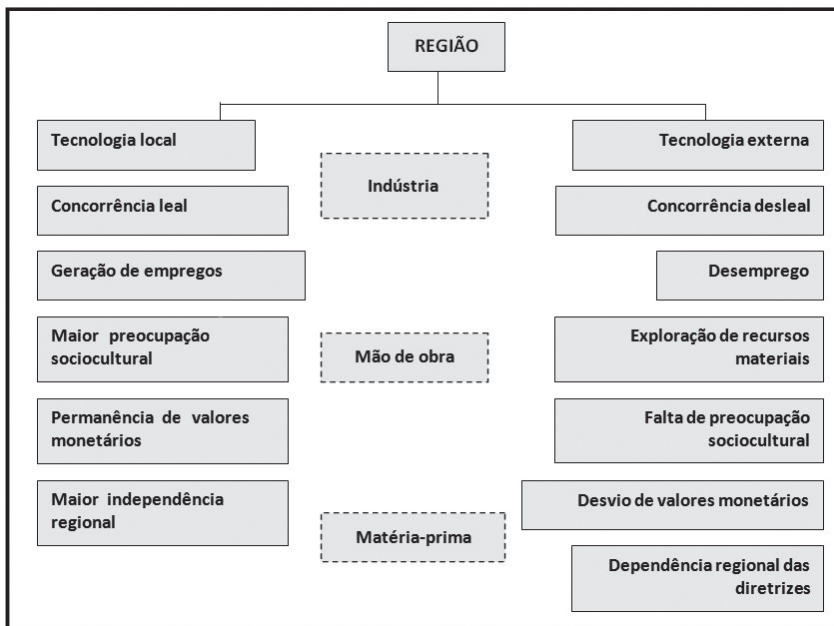 REGIÃO
Tecnologia local
Concorrência leal
Geração de empregos
Maior preocupação
sociocultural
Permanência de valores
monetários
Maior independência
regional
Indústria
Mão de obra
Matéria-prima
Tecnologia externa
Concorrência desleal
Desemprego
Exploração de recursos
materiais
Falta de preocupação
sociocultural
Desvio de valores monetários
Dependência regional das
diretrizes